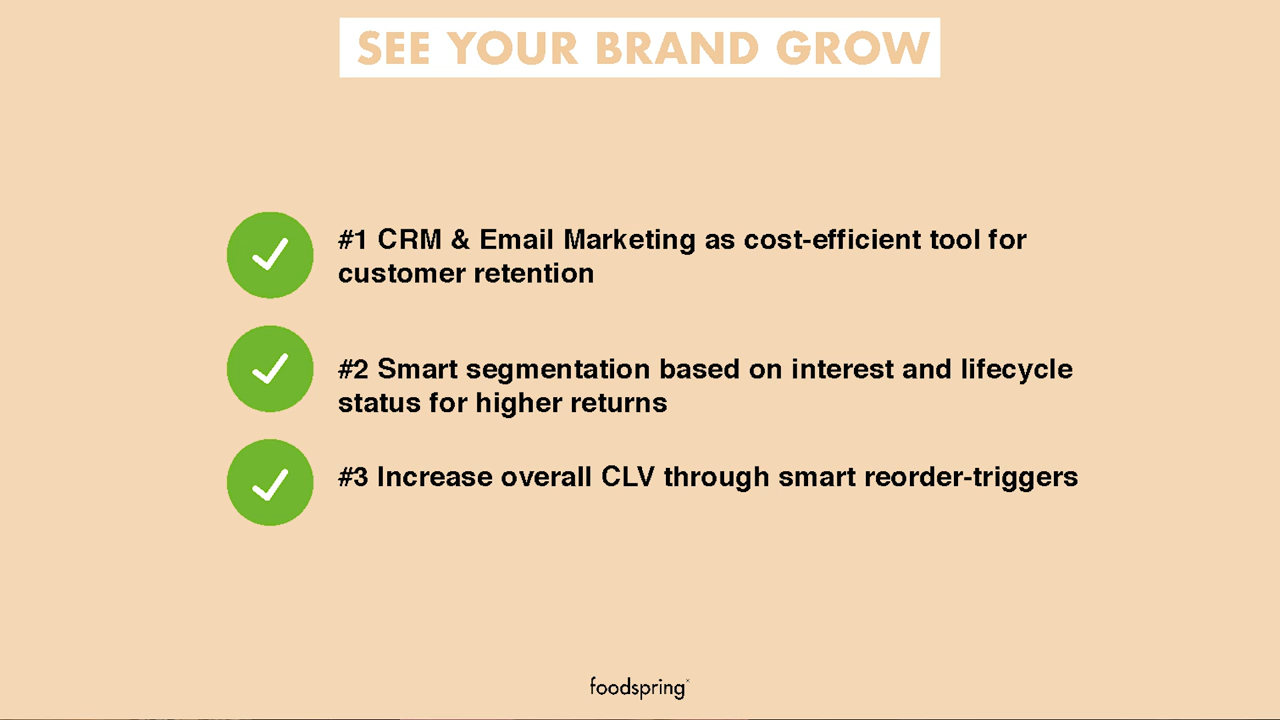 SEE YOUR BRAND GROW
#1 CRM & Email Marketing as cost-efficient tool for
customer retention
#2 Smart segmentation based on interest and lifecycle
status for higher returns
#3 Increase overall CLV through smart reorder-triggers
foodspring